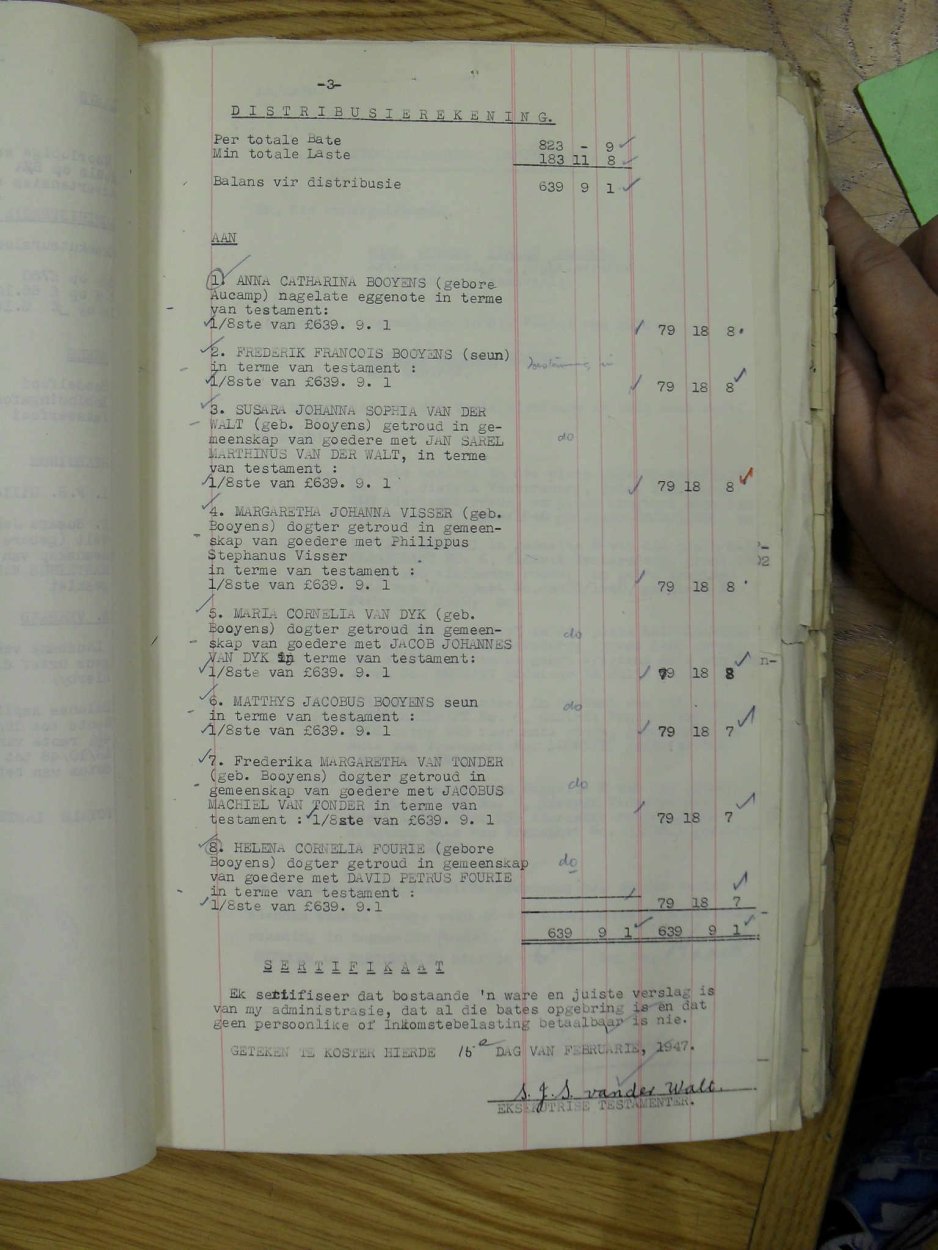 -3-
DISTRIBUSIEREKENING.
Per totale Bate 823 - 9
Min totale Laste 183 11 8
Balans vir distribusie 639 9 1
AAN
1. ANNA CATHARINA BOOYENS (gebore
Aucamp) nagelate eggenote in terme
van testament:
1/8ste van £639. 9. 1 79 18 8
2. FREDERIK FRANCOIS BOOYENS (seun)
in terme van testament :
1/8ste van £639. 9. 1 79 18 8
3. SUSARA JOHANNA SOPHIA VAN DER
WALT (geb. Booyens) getroud in ge-
meenskap van goedere met JAN SAREL do
MARTHINUS VAN DER WALT, in terme
van testament :
1/8ste van £639. 9. 1 79 18 8
4. MARGARETHA JOHANNA VISSER (geb.
Booyens) dogter getroud in gemeen-
skap van goedere met Philippus
Stephanus Visser
in terme van testament :
1/8ste van £639. 9. 1 79 18 8
5. MARIA CORNELIA VAN DYK (geb.
Booyens) dogter getroud in gemeen- do
skap van goedere met JACOB JOHANNES
VAN DYK in terme van testament:
1/8ste van £639. 9. 1 79 18 8
6. MATTHYS JACOBUS BOOYENS seun do
in terme van testament :
1/8ste van £639. 9. 1 79 18 7
7. Frederika MARGARETHA VAN TONDER
(geb. Booyens) dogter getroud in do
gemeenskap van goedere met JACOBUS
MACHIEL VAN TONDER in terme van
testament : 1/8ste van £639. 9. 1 79 18 7
8. HELENA CORNELIA FOURIE (gebore
Booyens) dogter getroud in gemeenskap do
van goedere met DAVID PETRUS FOURIE
in terme van testament :
1/8ste van £639. 9.1 79 18 7
639 9 1 639 9 1
SERTIFIKAAT
Ek sertifiseer dat bostaande 'n ware en juiste verslag is
van my administrasie, dat al die bates opgebring is en dat
geen persoonlike of Inkomstebelasting betaalbaar is nie.
GETEKEN TE KOSTER HIERDE 15e DAG VAN FEBRUARIE, 1947.
S. J. S. van der Walt.
EKSEKUTRISE TESTAMENTER.